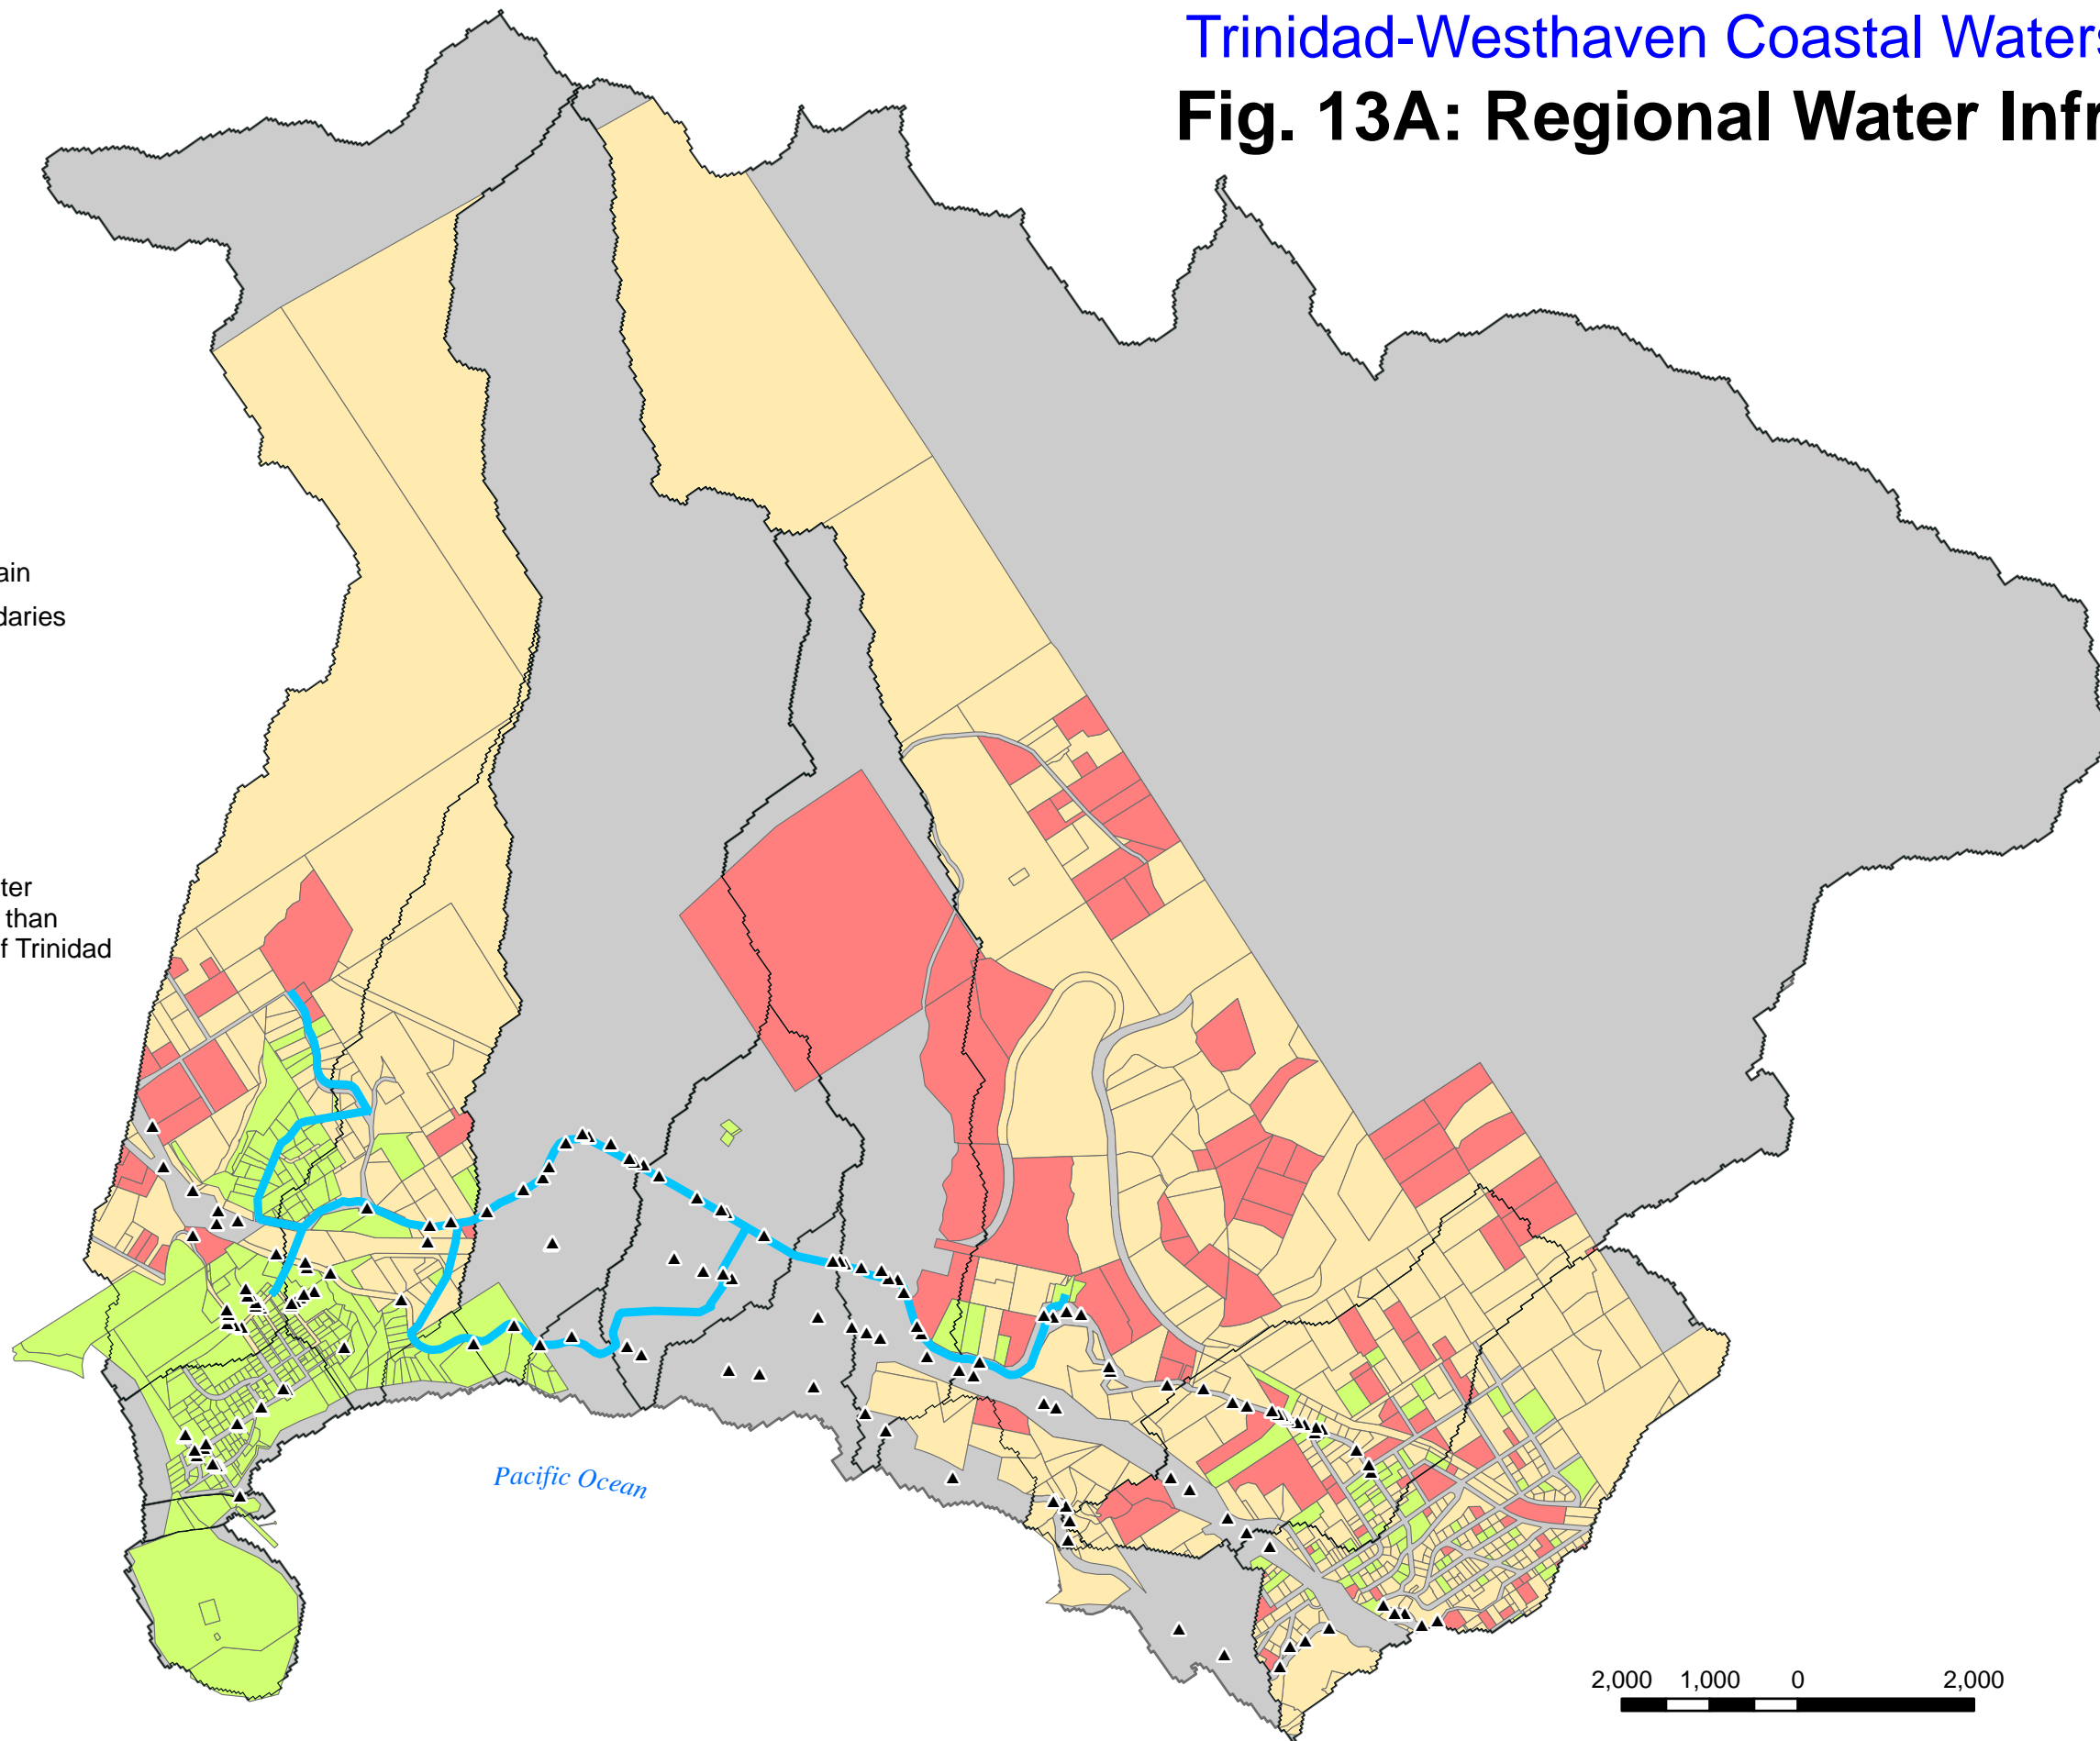 Trinidad-Westhaven Coastal Waters
Fig. 13A: Regional Water Infr
ain
daries
ter
than
f Trinidad
Pacific Ocean
2,000 1,000 0 2,000